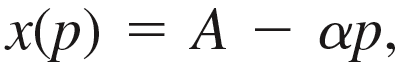 x(p) = A − αp,